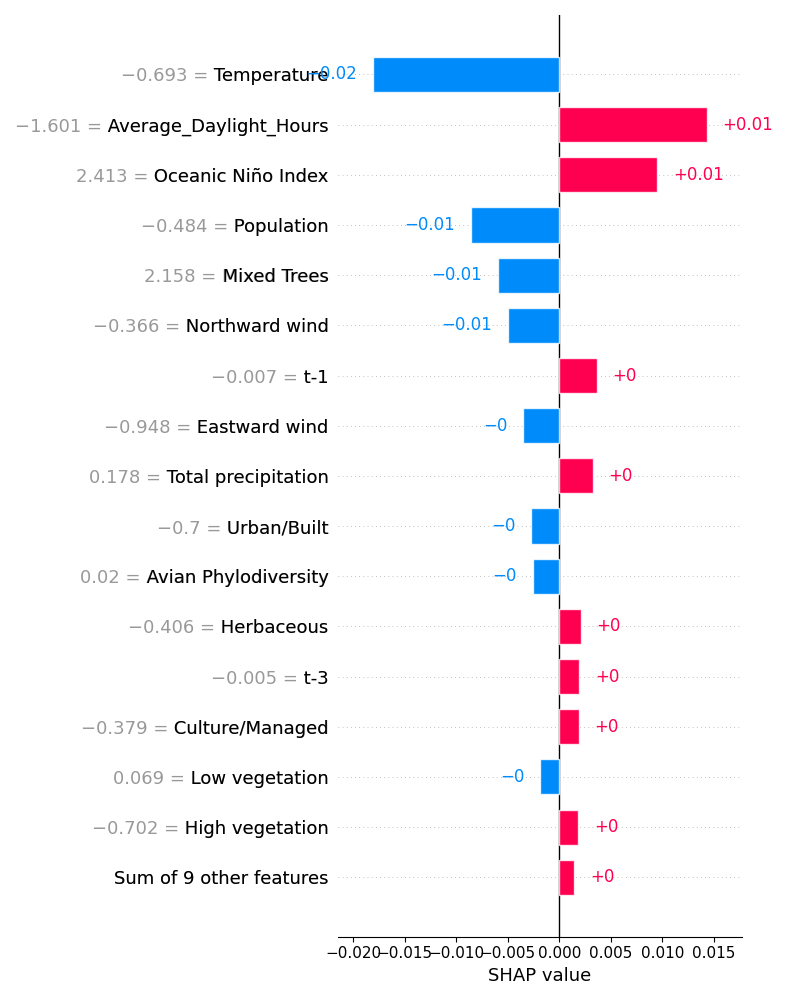 −0.693 = Temperature −0.02
−1.601 = Average_Daylight_Hours +0.01
2.413 = Oceanic Niño Index +0.01
−0.484 = Population −0.01
2.158 = Mixed Trees −0.01
−0.366 = Northward wind −0.01
−0.007 = t-1 +0
−0.948 = Eastward wind −0
0.178 = Total precipitation +0
−0.7 = Urban/Built −0
0.02 = Avian Phylodiversity −0
−0.406 = Herbaceous +0
−0.005 = t-3 +0
−0.379 = Culture/Managed +0
0.069 = Low vegetation −0
−0.702 = High vegetation +0
Sum of 9 other features +0
−0.020 −0.015 −0.010 −0.005 0.000 0.005 0.010 0.015
SHAP value